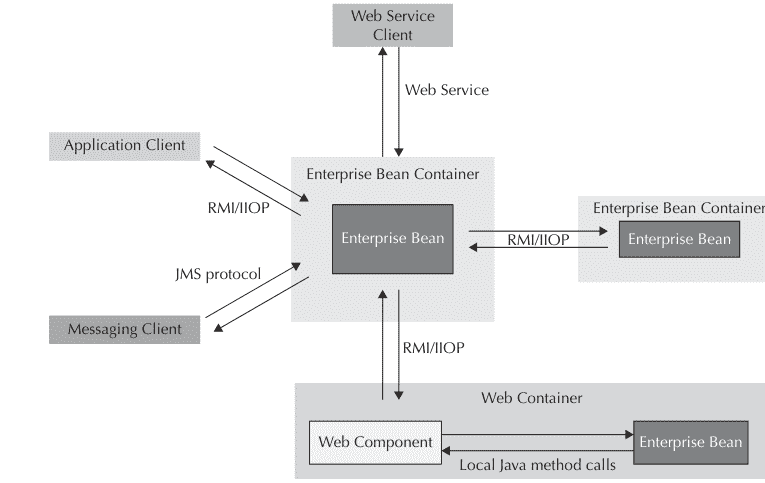 Web Service
Client
Web Service
Application Client
Enterprise Bean Container
RMI/IIOP
Enterprise Bean
Enterprise Bean Container
Enterprise Bean
RMI/IIOP
JMS protocol
Messaging Client
RMI/IIOP
Web Container
Web Component
Enterprise Bean
Local Java method calls